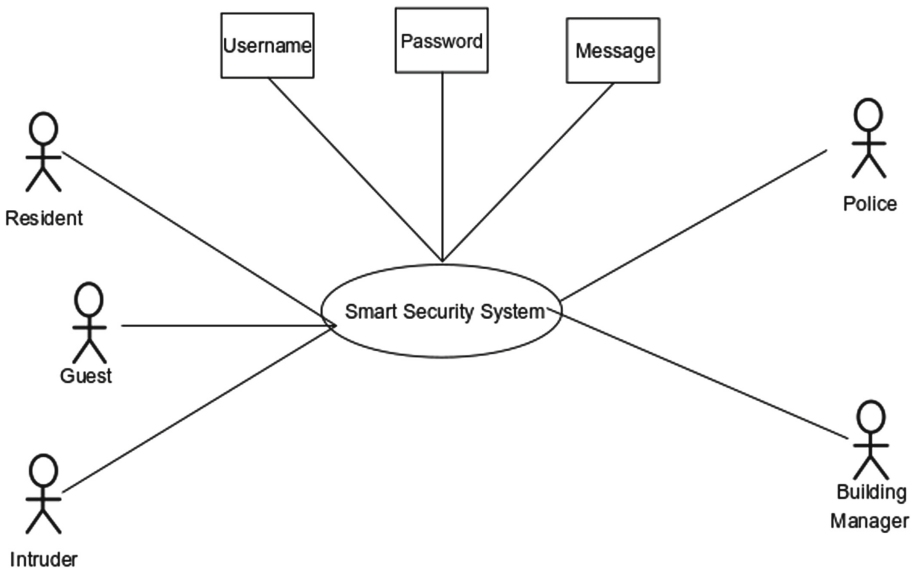 Username
Password
Message
Resident
Police
Smart Security System
Guest
Building
Manager
Intruder